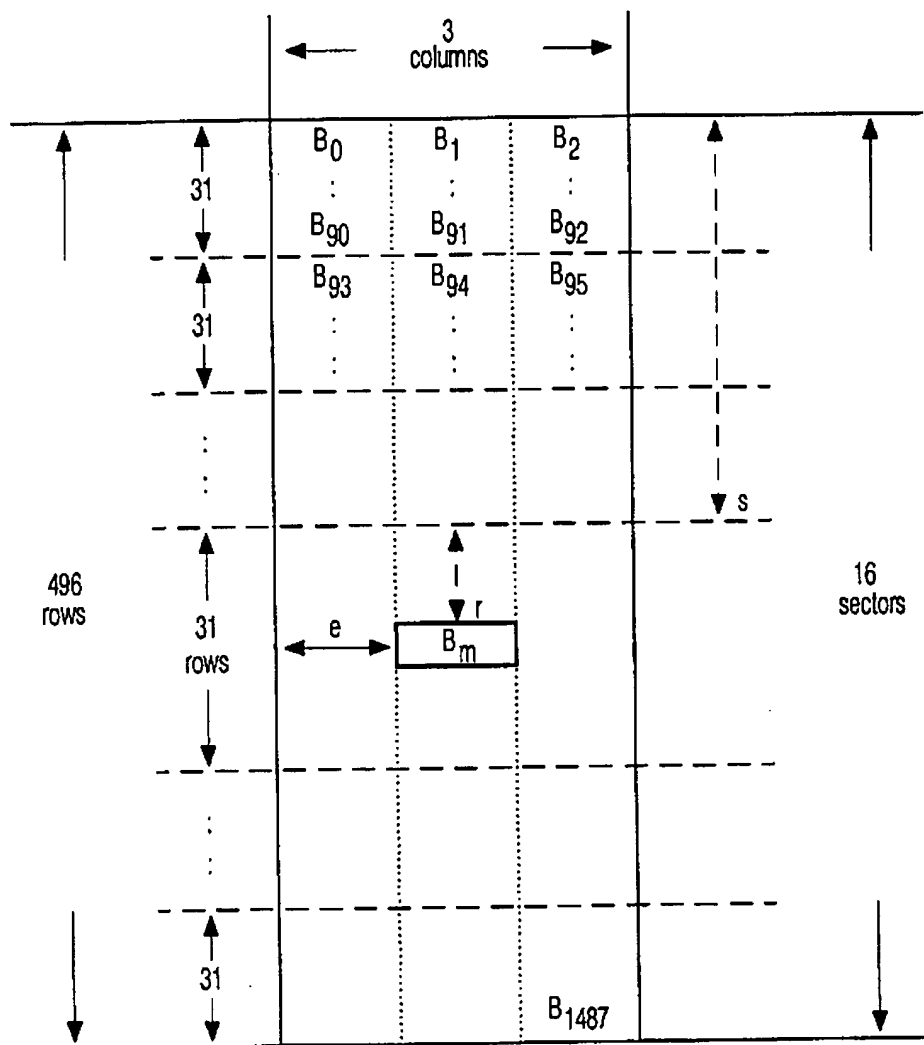 3
columns
B0 B1 B2
31
B90 B91 B92
B93 B94 B95
31
s
496
rows
16
sectors
r
31
rows
e
Bm
31
B1487